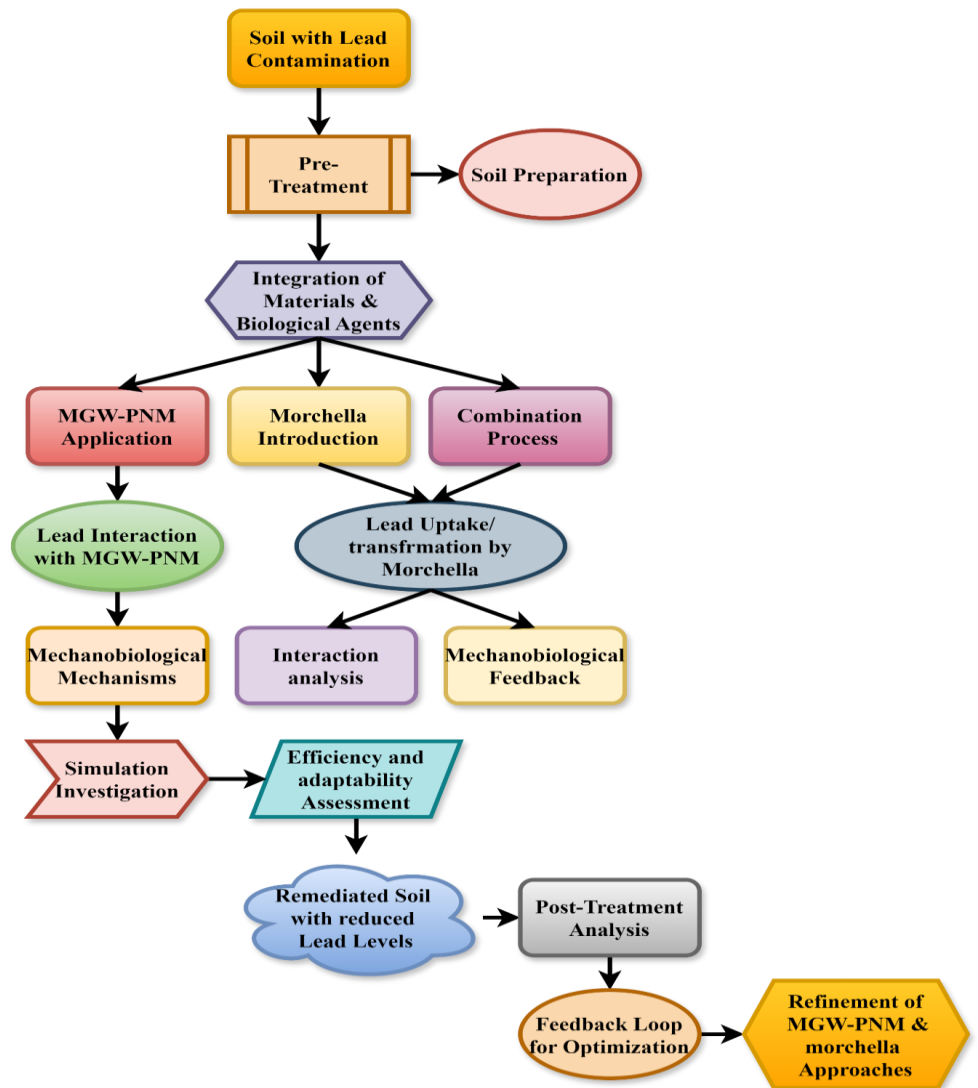 Soil with Lead
Contamination
Pre-
Treatment
Soil Preparation
Integration of
Materials &
Biological Agents
MGW-PNM
Application
Morchella
Introduction
Combination
Process
Lead Interaction
with MGW-PNM
Lead Uptake/
transfrmation by
Morchella
Mechanobiological
Mechanisms
Interaction
analysis
Mechanobiological
Feedback
Simulation
Investigation
Efficiency and
adaptability
Assessment
Remediated Soil
with reduced
Lead Levels
Post-Treatment
Analysis
Feedback Loop
for Optimization
Refinement of
MGW-PNM &
morchella
Approaches